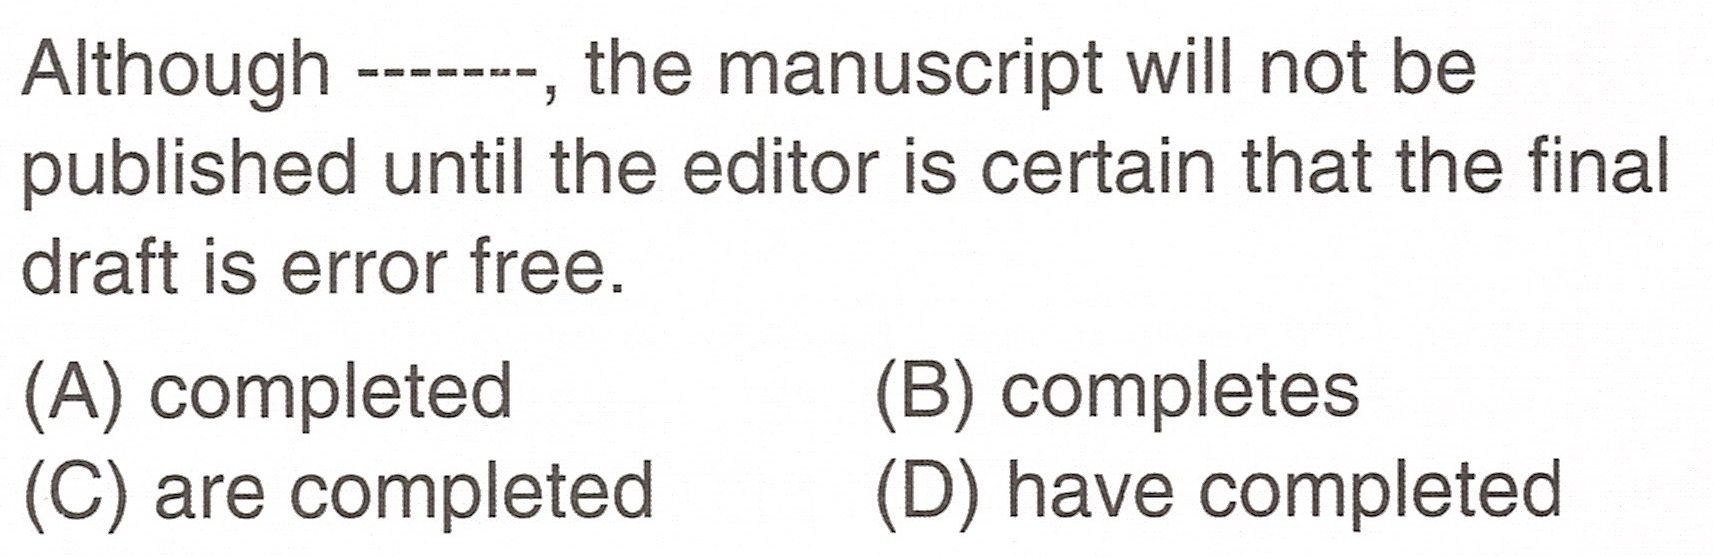 Although -------, the manuscript will not be
published until the editor is certain that the final
draft is error free.
(A) completed (B) completes
(C) are completed (D) have completed